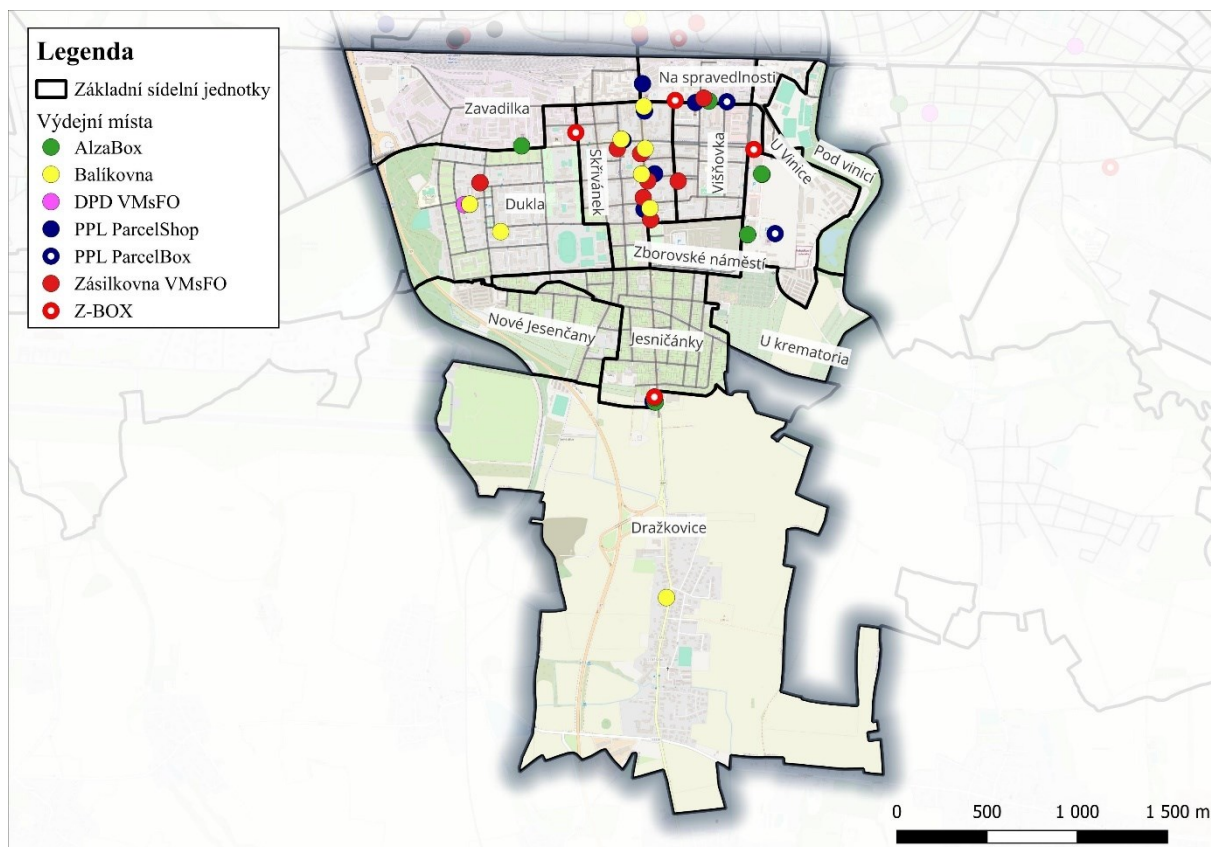 Legenda
Základní sídelní jednotky
Výdejní místa
AlzaBox
Balíkovna
DPD VMsFO
PPL ParcelShop
PPL ParcelBox
Zásilkovna VMsFO
Z-BOX
Na spravedlnosti
Zavadilka
Skřivánek
Višňovka
U Vinice
Pod vinicí
Dukla
Zborovské náměstí
Nové Jesenčany
Jesničánky
U krematoria
Dražkovice
0 500 1 000 1 500 m